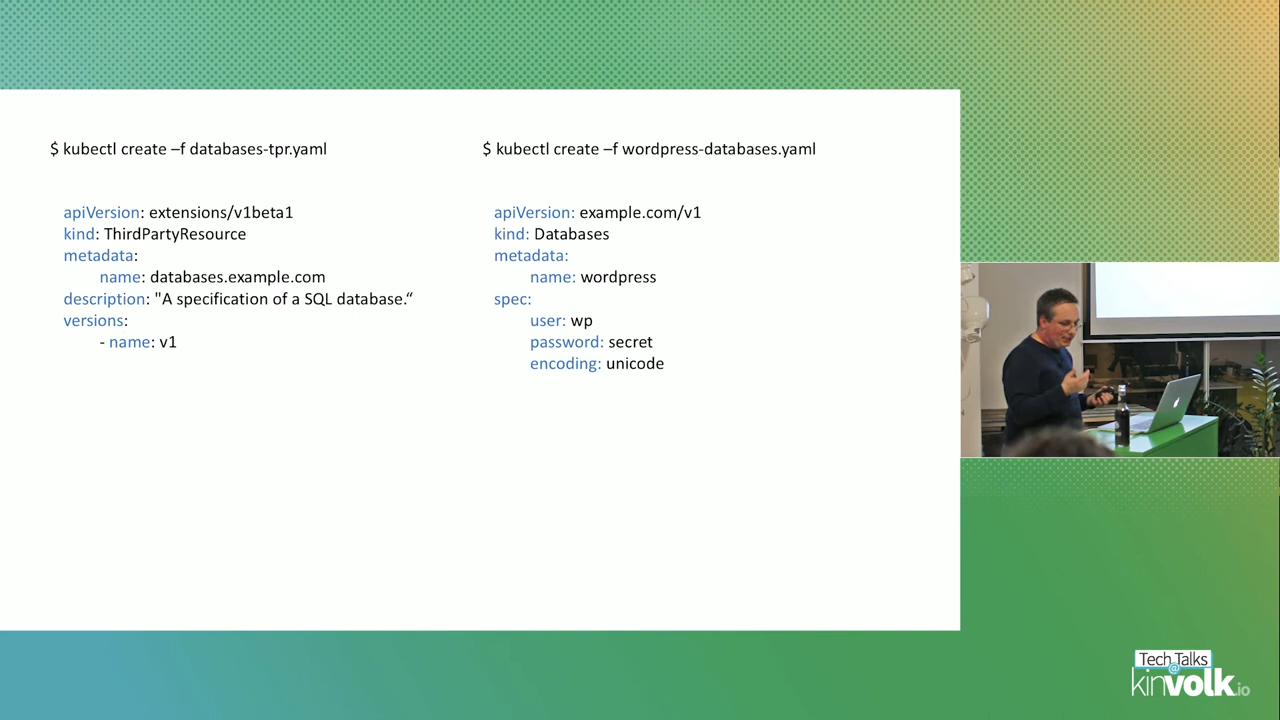 $ kubectl create –f databases-tpr.yaml
apiVersion: extensions/v1beta1
kind: ThirdPartyResource
metadata:
name: databases.example.com
description: "A specification of a SQL database.“
versions:
- name: v1
$ kubectl create –f wordpress-databases.yaml
apiVersion: example.com/v1
kind: Databases
metadata:
name: wordpress
spec:
user: wp
password: secret
encoding: unicode
Tech Talks
@
kinvolk.io